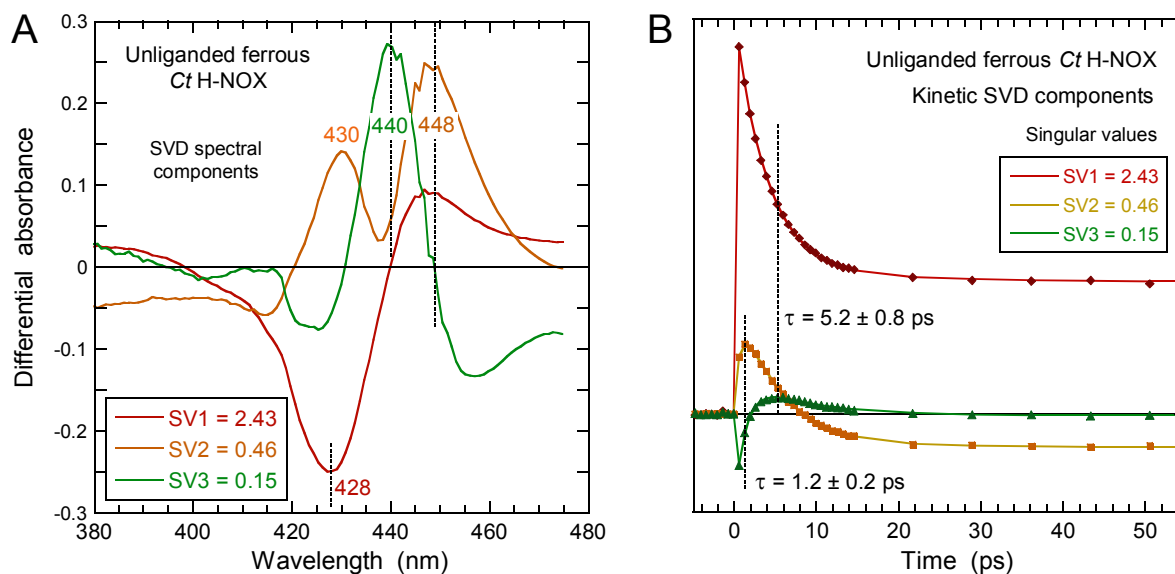 A
Unliganded ferrous
Ct H-NOX
SVD spectral
components
430
440
448
428
SV1 = 2.43
SV2 = 0.46
SV3 = 0.15
0.3
0.2
0.1
0
-0.1
-0.2
-0.3
Differential absorbance
380
400
420
440
460
480
Wavelength (nm)
B
Unliganded ferrous Ct H-NOX
Kinetic SVD components
Singular values
SV1 = 2.43
SV2 = 0.46
SV3 = 0.15
τ = 5.2 ± 0.8 ps
τ = 1.2 ± 0.2 ps
0
10
20
30
40
50
Time (ps)